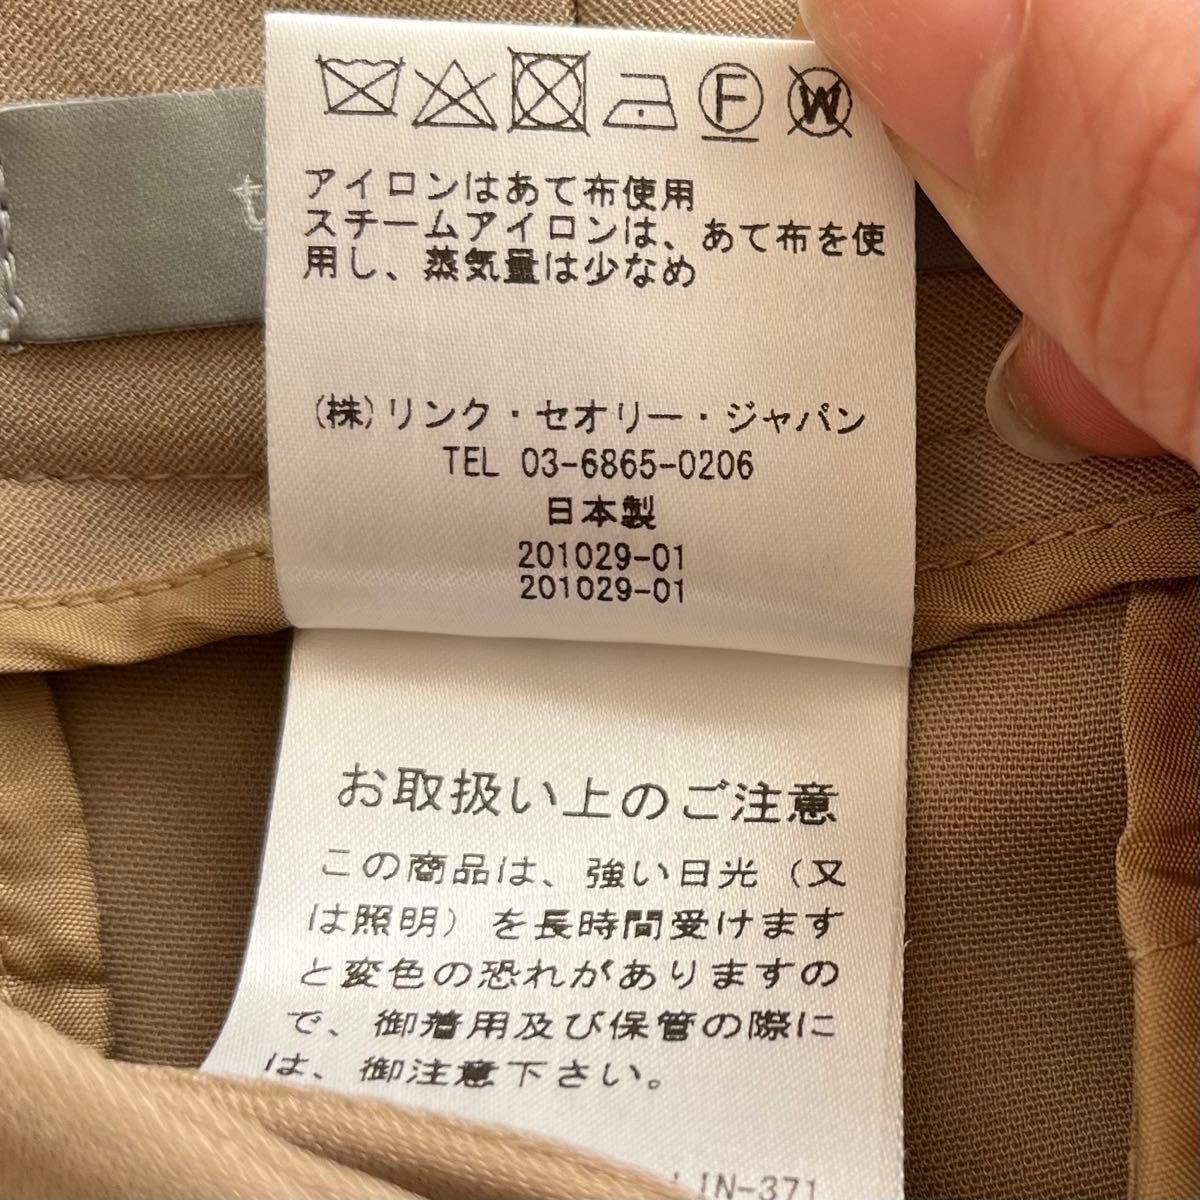 F W
アイロンはあて布使用
スチームアイロンは、あて布を使
用し、蒸気量は少なめ
(株)リンク・セオリー・ジャパン
TEL 03-6865-0206
日本製
201029-01
201029-01
お取扱い上のご注意
この商品は、強い日光（又
は照明）を長時間受けます
と変色の恐れがありますの
で、御着用及び保管の際に
は、御注意下さい。
LIN-371